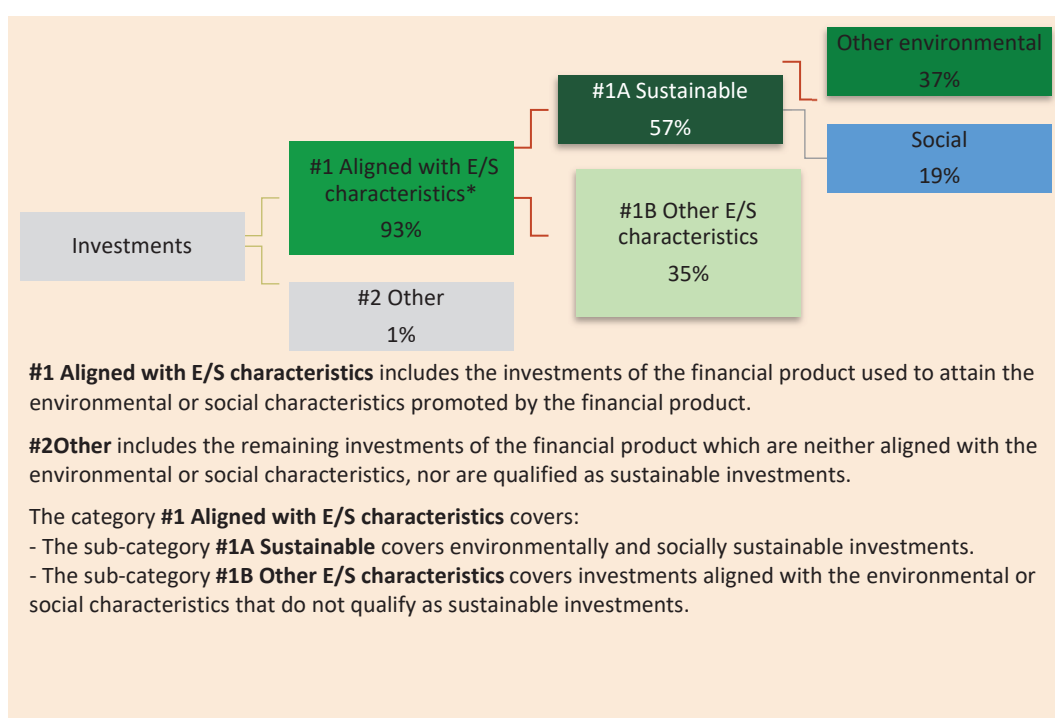 Other environmental
37%
#1A Sustainable
57%
Social
19%
#1 Aligned with E/S
characteristics*
93%
#1B Other E/S
characteristics
35%
Investments
#2 Other
1%
#1 Aligned with E/S characteristics includes the investments of the financial product used to attain the
environmental or social characteristics promoted by the financial product.
#2Other includes the remaining investments of the financial product which are neither aligned with the
environmental or social characteristics, nor are qualified as sustainable investments.
The category #1 Aligned with E/S characteristics covers:
- The sub-category #1A Sustainable covers environmentally and socially sustainable investments.
- The sub-category #1B Other E/S characteristics covers investments aligned with the environmental or
social characteristics that do not qualify as sustainable investments.